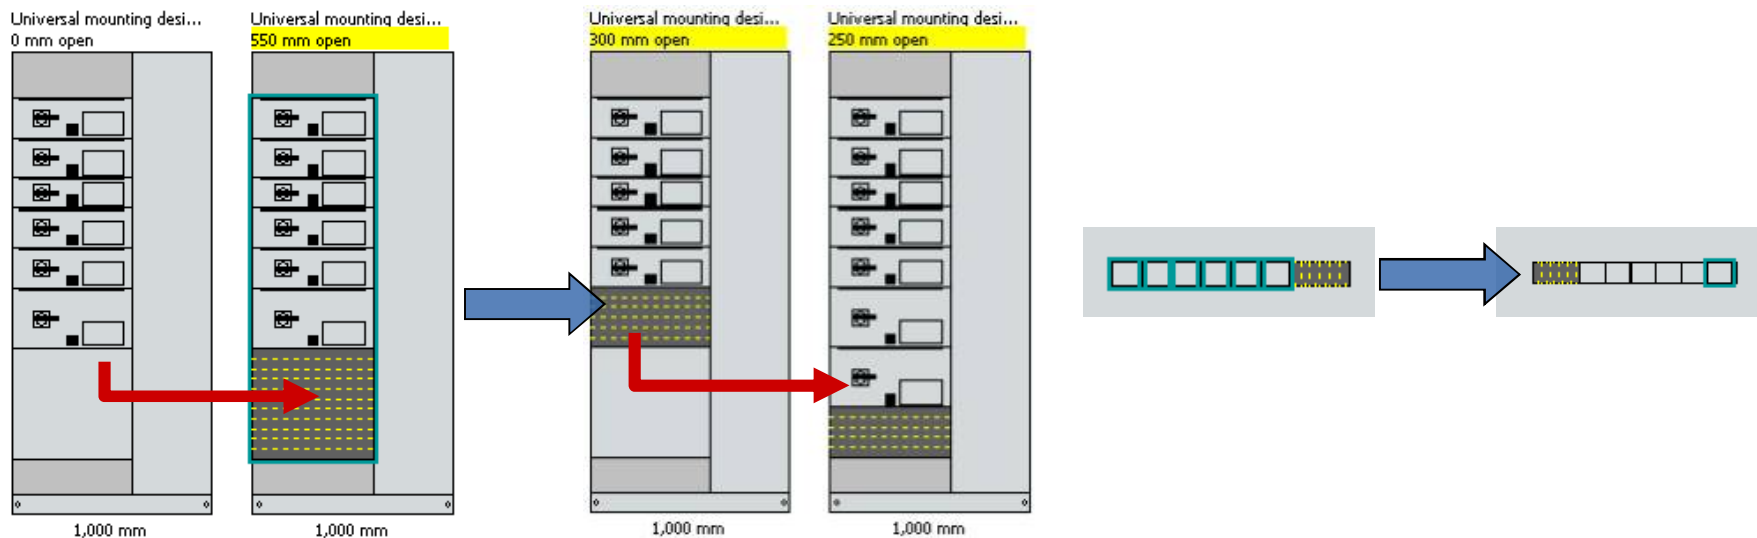 Universal mounting desi...
0 mm open
1,000 mm
Universal mounting desi...
550 mm open
1,000 mm
Universal mounting desi...
300 mm open
1,000 mm
Universal mounting desi...
250 mm open
1,000 mm